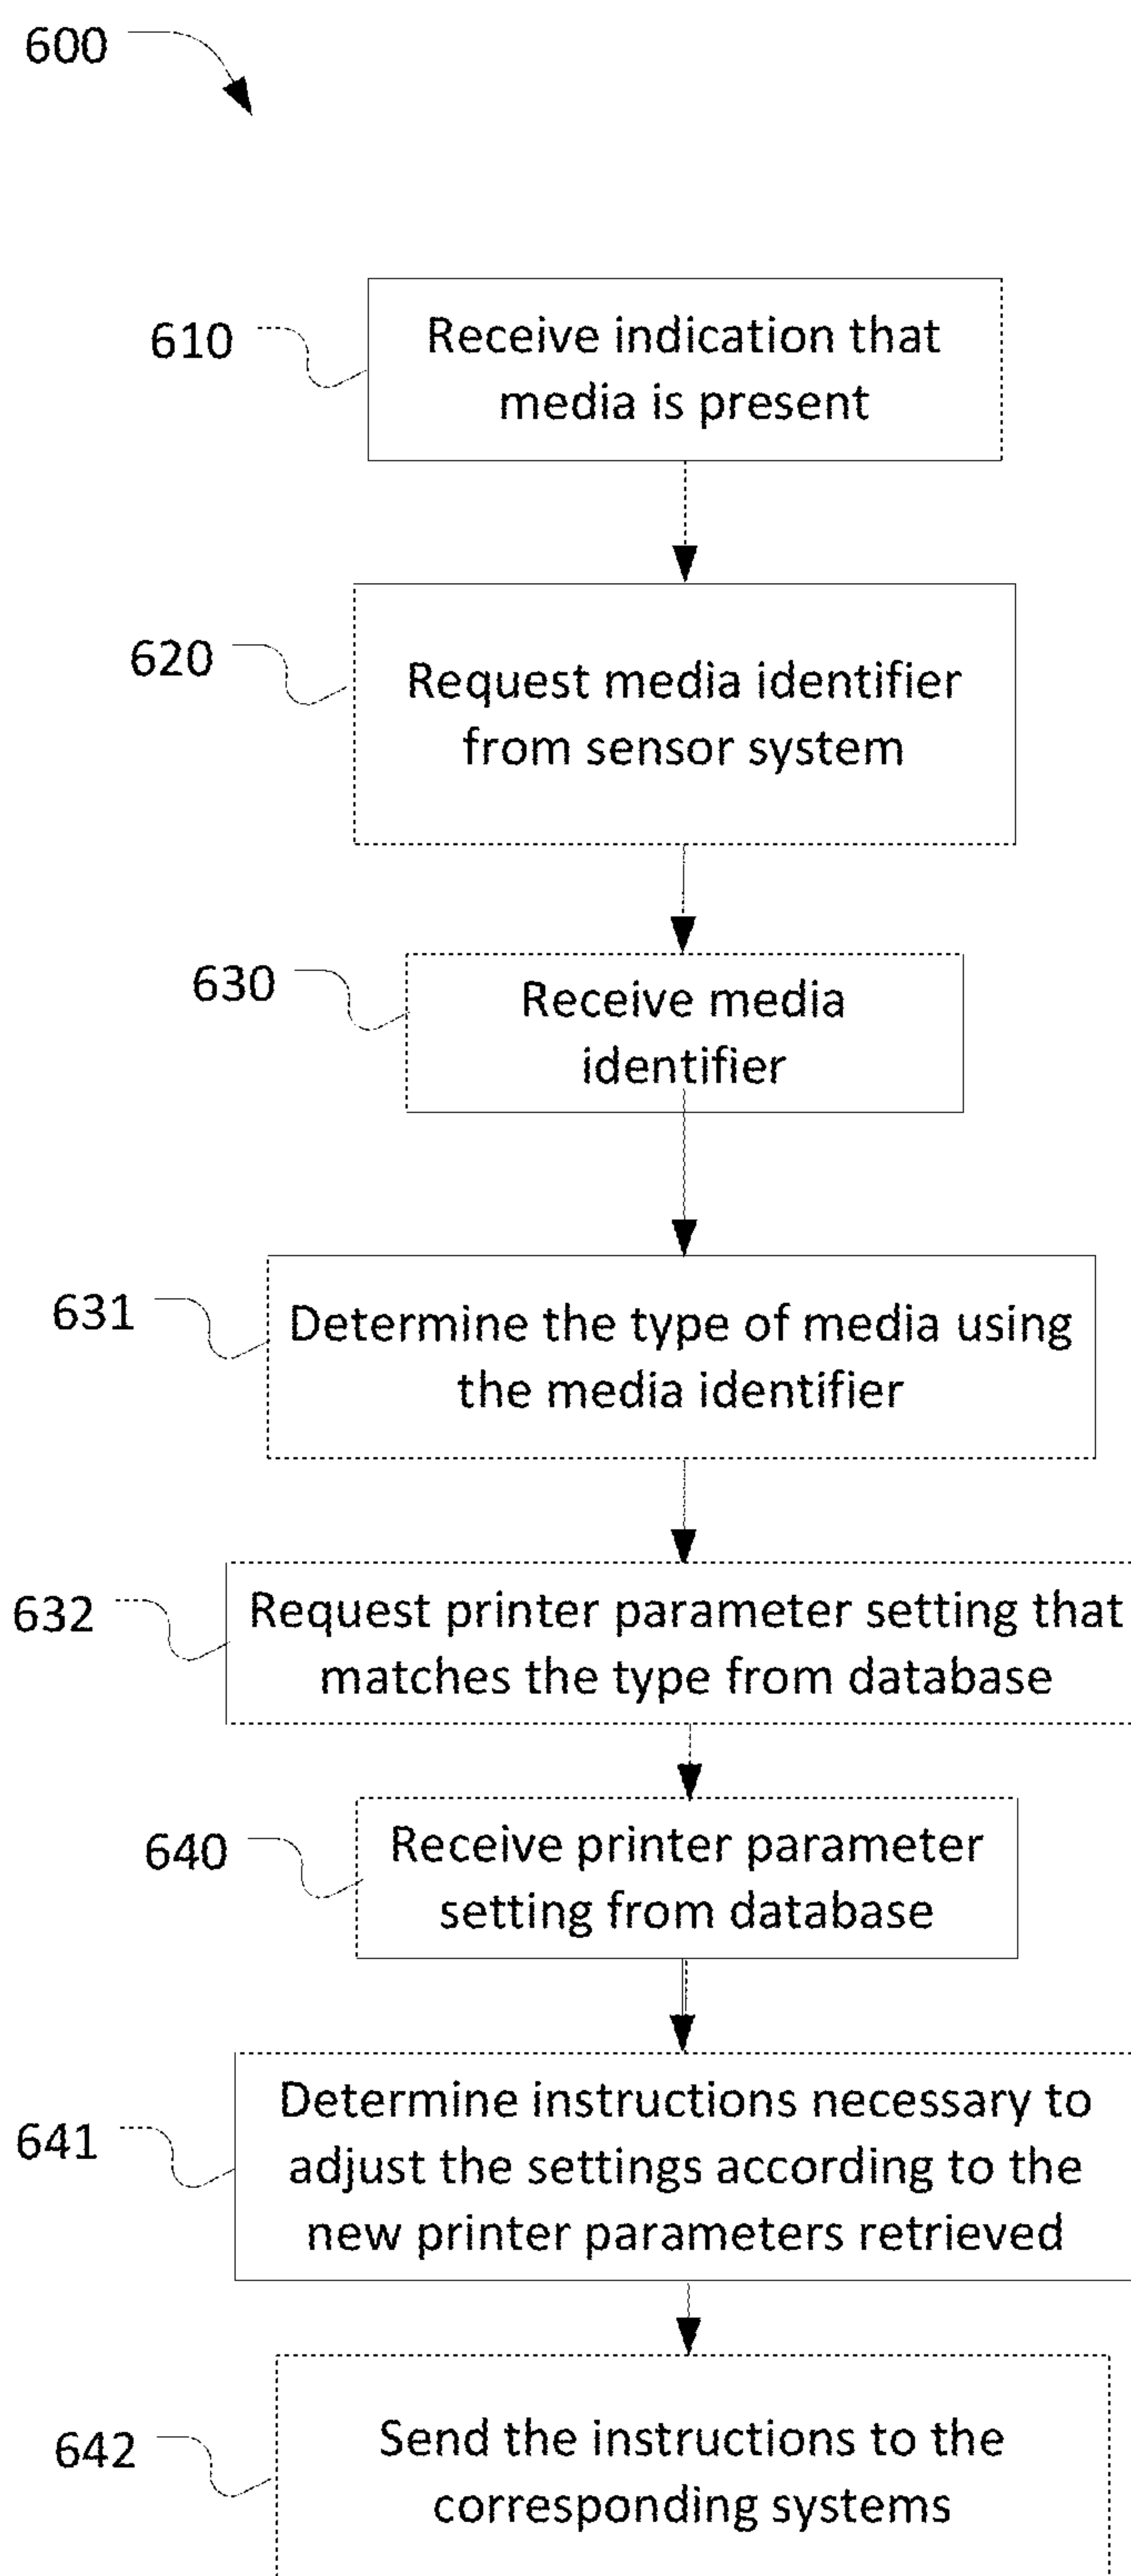 600
610
Receive indication that
media is present
620
Request media identifier
from sensor system
630
Receive media
identifier
631
Determine the type of media using
the media identifier
632
Request printer parameter setting that
matches the type from database
640
Receive printer parameter
setting from database
641
Determine instructions necessary to
adjust the settings according to the
new printer parameters retrieved
642
Send the instructions to the
corresponding systems